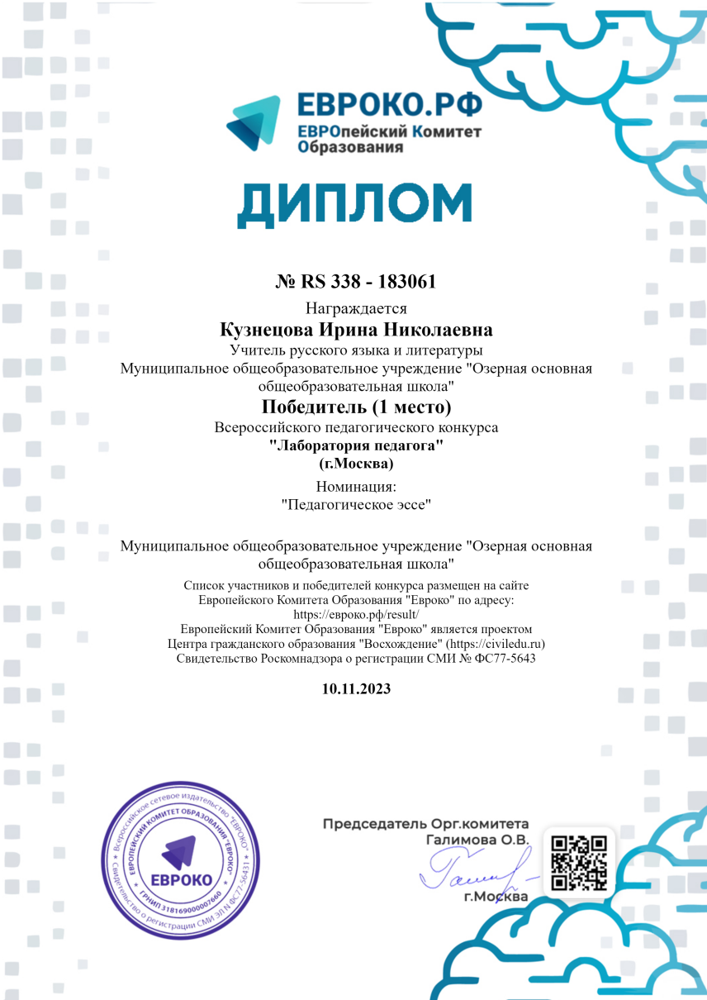 ЕВРОКО.РФ
ЕВРОпейский Комитет
Образования
ДИПЛОМ
№ RS 338 - 183061
Награждается
Кузнецова Ирина Николаевна
Учитель русского языка и литературы
Муниципальное общеобразовательное учреждение "Озерная основная
общеобразовательная школа"
Победитель (1 место)
Всероссийского педагогического конкурса
"Лаборатория педагога"
(г.Москва)
Номинация:
"Педагогическое эссе"
Муниципальное общеобразовательное учреждение "Озерная основная
общеобразовательная школа"
Список участников и победителей конкурса размещен на сайте
Европейского Комитета Образования "Евроко" по адресу:
https://евроко.рф/result/
Европейский Комитет Образования "Евроко" является проектом
Центра гражданского образования "Восхождение" (https://civiledu.ru)
Свидетельство Роскомнадзора о регистрации СМИ № ФС77-5643
10.11.2023
Всероссийское сетевое издательство "ЕВРОКО"
Свидетельство о регистрации СМИ ЭЛ N ФС77-56431
ЕВРОПЕЙСКИЙ КОМИТЕТ ОБРАЗОВАНИЯ "ЕВРОКО"
ГРНИП 318169000007660
ЕВРОКО
Председатель Орг.комитета
Галимова О.В.
г.Москва